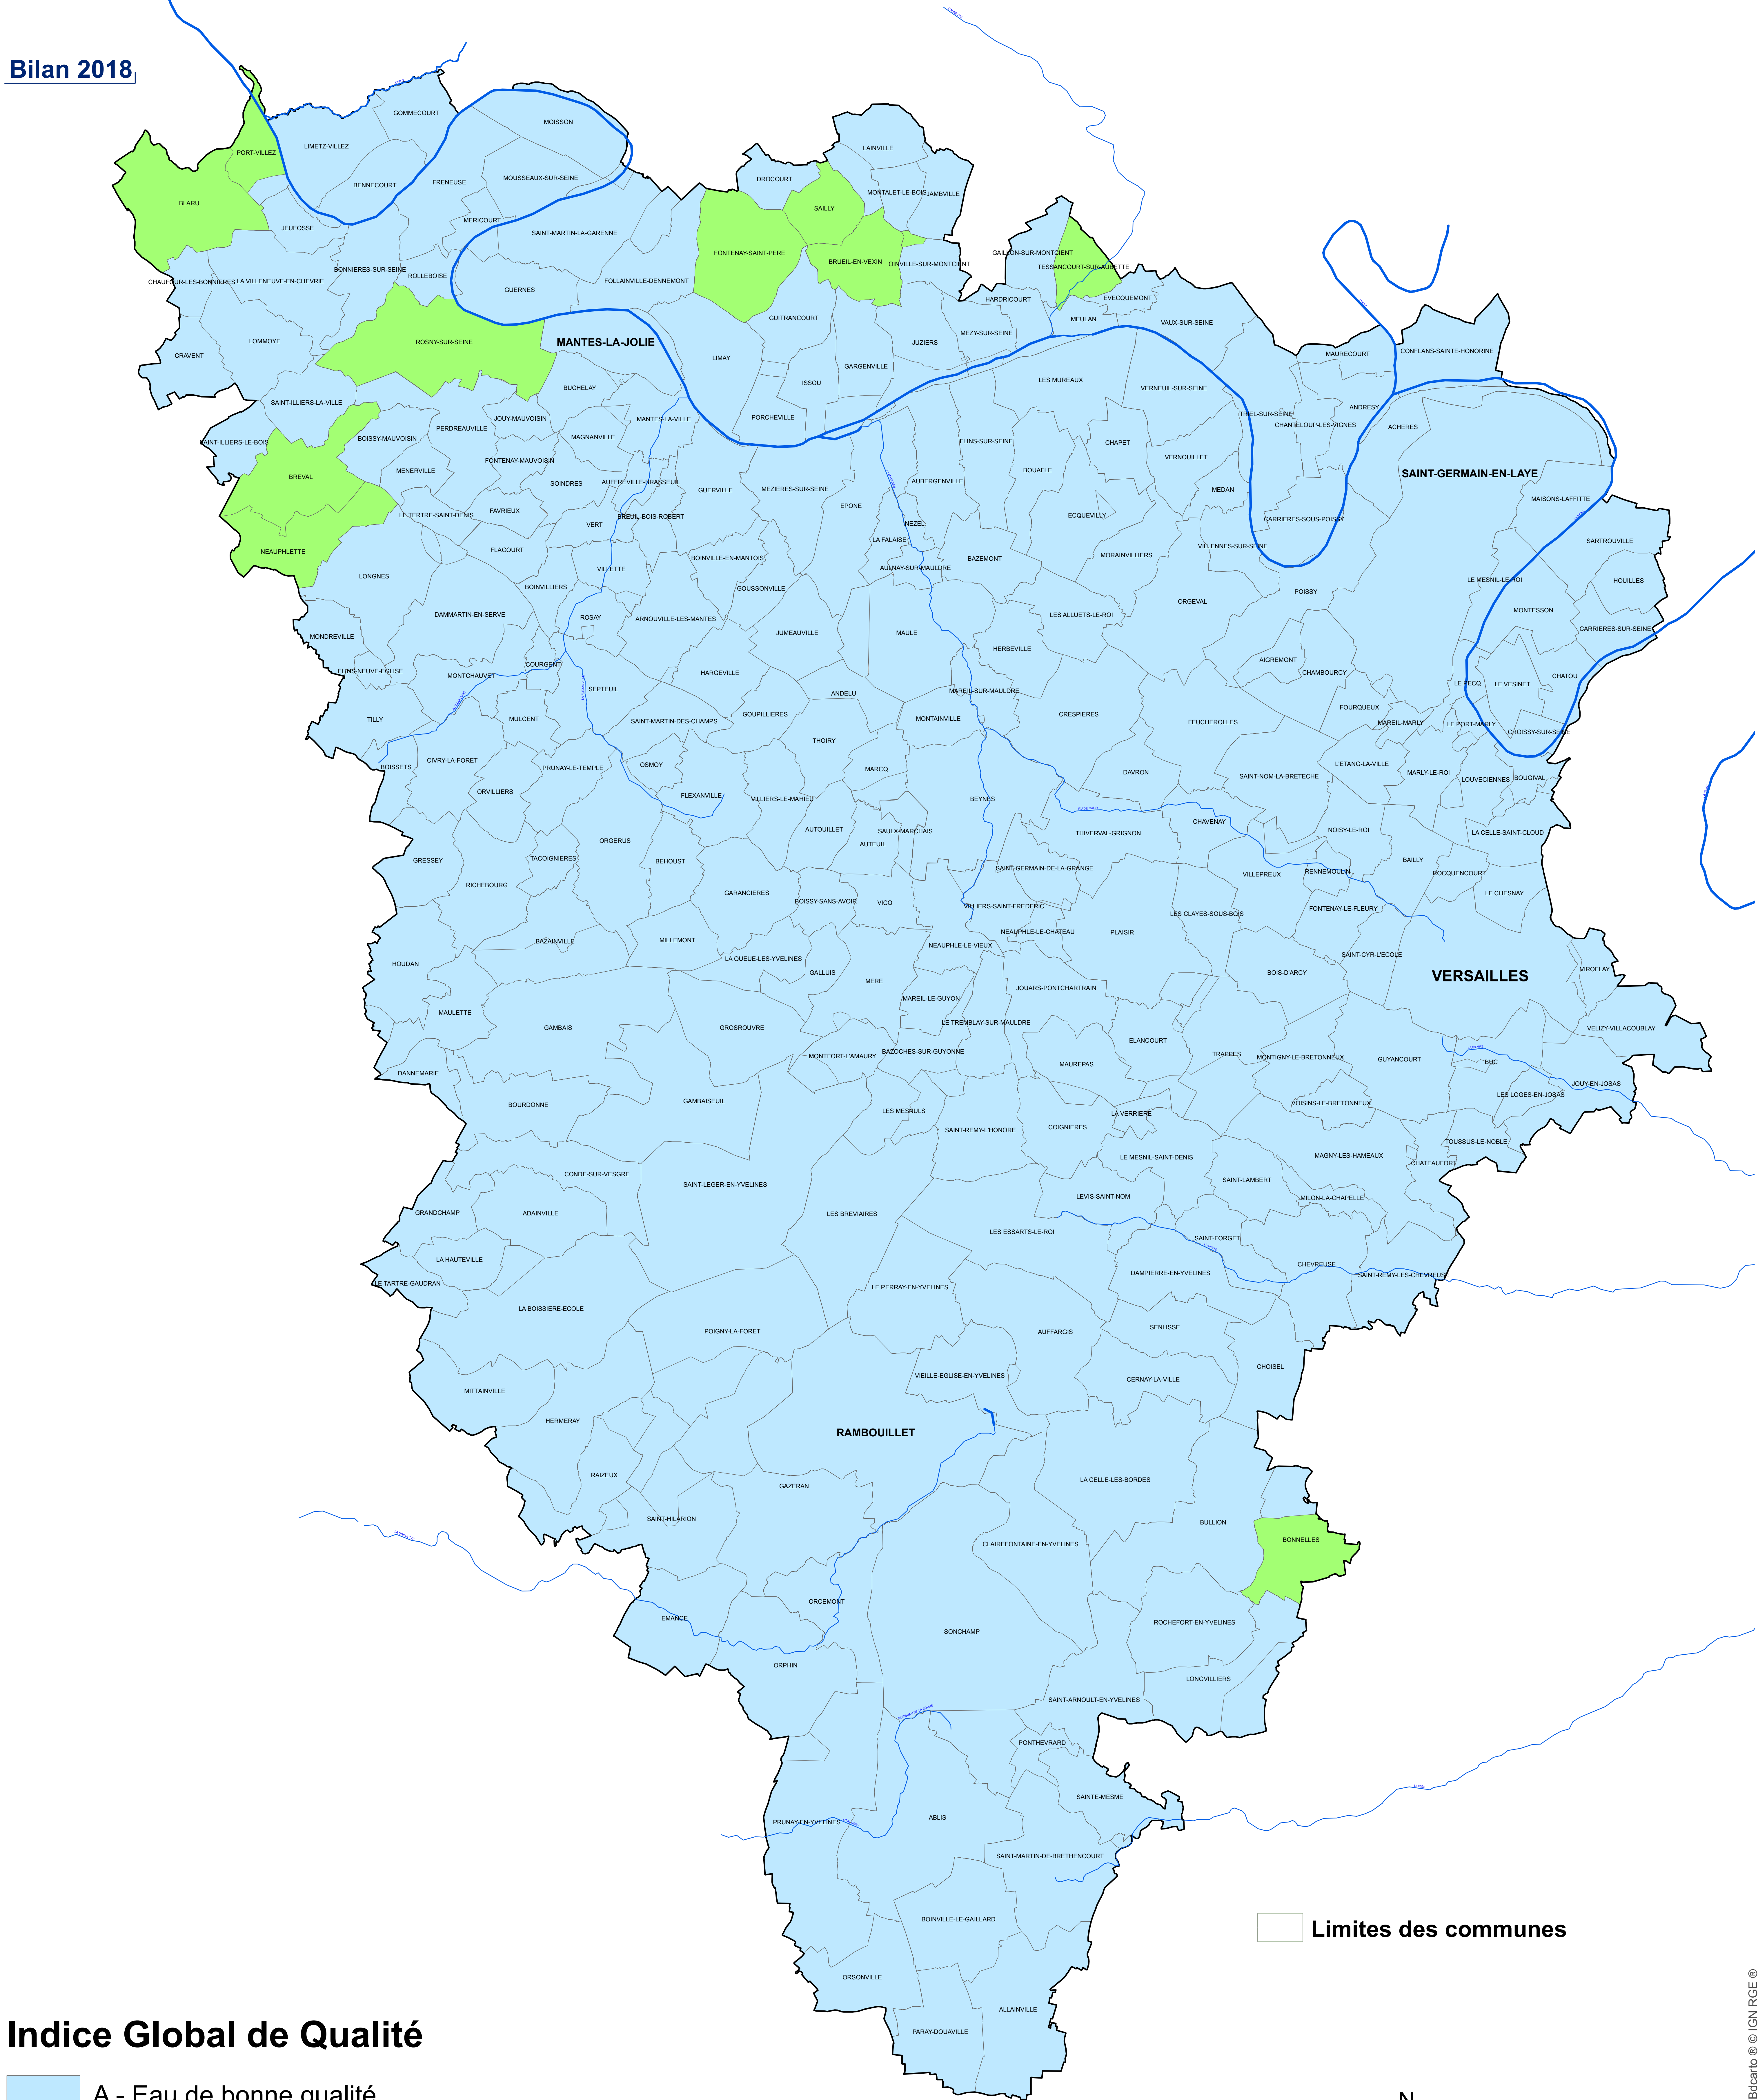 Bilan 2018
GOMMECOURT
MOISSON
LIMETZ-VILLEZ
PORT-VILLEZ
LAINVILLE
BENNECOURT
FRENEUSE
MOUSSEAUX-SUR-SEINE
DROCOURT
MONTALET-LE-BOIS
JAMBVILLE
BLARU
SAILLY
JEUFOSSE
MERICOURT
SAINT-MARTIN-LA-GARENNE
FONTENAY-SAINT-PERE
BRUEIL-EN-VEXIN
OINVILLE-SUR-MONTCIENT
GAILLON-SUR-MONTCIENT
TESSANCOURT-SUR-AUBETTE
BONNIERES-SUR-SEINE
ROLLEBOISE
CHAUFOUR-LES-BONNIERES
LA VILLENEUVE-EN-CHEVRIE
GUERNES
FOLLAINVILLE-DENNEMONT
HARDRICOURT
EVECQUEMONT
GUITRANCOURT
MEULAN
VAUX-SUR-SEINE
LOMMOYE
ROSNY-SUR-SEINE
MANTES-LA-JOLIE
JUZIERS
MEZY-SUR-SEINE
CRAVENT
LIMAY
GARGENVILLE
MAURECOURT
CONFLANS-SAINTE-HONORINE
BUCHELAY
ISSOU
LES MUREAUX
VERNEUIL-SUR-SEINE
SAINT-ILLIERS-LA-VILLE
JOUY-MAUVOISIN
MANTES-LA-VILLE
PORCHEVILLE
TRIEL-SUR-SEINE
ANDRESY
CHANTELOUP-LES-VIGNES
ACHERES
SAINT-ILLIERS-LE-BOIS
BOISSY-MAUVOISIN
PERDREAUVILLE
MAGNANVILLE
FLINS-SUR-SEINE
CHAPET
BREVAL
MENERVILLE
FONTENAY-MAUVOISIN
BOUAFLE
VERNOUILLET
SAINT-GERMAIN-EN-LAYE
SOINDRES
AUFFREVILLE-BRASSEUIL
GUERVILLE
MEZIERES-SUR-SEINE
AUBERGENVILLE
MEDAN
MAISONS-LAFFITTE
LE TERTRE-SAINT-DENIS
FAVRIEUX
VERT
BREUIL-BOIS-ROBERT
EPONE
NEZEL
ECQUEVILLY
CARRIERES-SOUS-POISSY
NEAUPHLETTE
FLACOURT
LA FALAISE
VILLENNES-SUR-SEINE
SARTROUVILLE
LONGNES
VILLETTE
BOINVILLE-EN-MANTOIS
AULNAY-SUR-MAULDRE
BAZEMONT
MORAINVILLIERS
LE MESNIL-LE-ROI
HOUILLES
BOINVILLIERS
GOUSSONVILLE
POISSY
DAMMARTIN-EN-SERVE
ROSAY
ARNOUVILLE-LES-MANTES
LES ALLUETS-LE-ROI
ORGEVAL
MONTESSON
MONDREVILLE
JUMEAUVILLE
MAULE
CARRIERES-SUR-SEINE
HERBEVILLE
AIGREMONT
CHAMBOURCY
FLINS-NEUVE-EGLISE
MONTCHAUVET
COURGENT
HARGEVILLE
LE PECQ
LE VESINET
CHATOU
SEPTEUIL
ANDELU
MAREIL-SUR-MAULDRE
TILLY
MULCENT
SAINT-MARTIN-DES-CHAMPS
GOUPILLIERES
MONTAINVILLE
CRESPIERES
FEUCHEROLLES
FOURQUEUX
MAREIL-MARLY
LE PORT-MARLY
CROISSY-SUR-SEINE
THOIRY
BOISSETS
CIVRY-LA-FORET
PRUNAY-LE-TEMPLE
OSMOY
MARCQ
DAVRON
SAINT-NOM-LA-BRETECHE
L'ETANG-LA-VILLE
MARLY-LE-ROI
LOUVECIENNES
BOUGIVAL
ORVILLIERS
FLEXANVILLE
VILLIERS-LE-MAHIEU
BEYNES
AUTOUILLET
SAULX-MARCHAIS
AUTEUIL
THIVERVAL-GRIGNON
CHAVENAY
NOISY-LE-ROI
LA CELLE-SAINT-CLOUD
GRESSEY
TACOIGNIERES
ORGERUS
BEHOUST
SAINT-GERMAIN-DE-LA-GRANGE
VILLEPREUX
RENNEMOULIN
BAILLY
ROCQUENCOURT
RICHEBOURG
GARANCIERES
BOISSY-SANS-AVOIR
VICQ
VILLIERS-SAINT-FREDERIC
LES CLAYES-SOUS-BOIS
FONTENAY-LE-FLEURY
LE CHESNAY
BAZAINVILLE
MILLEMONT
NEAUPHLE-LE-VIEUX
NEAUPHLE-LE-CHATEAU
PLAISIR
HOUDAN
LA QUEUE-LES-YVELINES
GALLUIS
MERE
SAINT-CYR-L'ECOLE
BOIS-D'ARCY
VERSAILLES
VIROFLAY
MAULETTE
MAREIL-LE-GUYON
JOUARS-PONTCHARTRAIN
GAMBAIS
GROSROUVRE
LE TREMBLAY-SUR-MAULDRE
VELIZY-VILLACOUBLAY
MONTFORT-L'AMAURY
BAZOCHES-SUR-GUYONNE
MAUREPAS
ELANCOURT
TRAPPES
MONTIGNY-LE-BRETONNEUX
GUYANCOURT
BUC
DANNEMARIE
JOUY-EN-JOSAS
BOURDONNE
GAMBAISEUIL
LES MESNULS
LA VERRIERE
VOISINS-LE-BRETONNEUX
LES LOGES-EN-JOSAS
SAINT-REMY-L'HONORE
COIGNIERES
TOUSSUS-LE-NOBLE
CONDE-SUR-VESGRE
SAINT-LEGER-EN-YVELINES
LE MESNIL-SAINT-DENIS
MAGNY-LES-HAMEAUX
CHATEAUFORT
SAINT-LAMBERT
MILON-LA-CHAPELLE
GRANDCHAMP
ADAINVILLE
LES BREVIAIRES
LEVIS-SAINT-NOM
LES ESSARTS-LE-ROI
SAINT-FORGET
LA HAUTEVILLE
LE TARTRE-GAUDRAN
LE PERRAY-EN-YVELINES
DAMPIERRE-EN-YVELINES
CHEVREUSE
SAINT-REMY-LES-CHEVREUSE
LA BOISSIERE-ECOLE
POIGNY-LA-FORET
AUFFARGIS
SENLISSE
MITTAINVILLE
VIEILLE-EGLISE-EN-YVELINES
CERNAY-LA-VILLE
CHOISEL
HERMERAY
RAMBOUILLET
RAIZEUX
GAZERAN
LA CELLE-LES-BORDES
SAINT-HILARION
BULLION
CLAIREFONTAINE-EN-YVELINES
BONNELLES
EMANCE
ORCEMONT
SONCHAMP
ROCHEFORT-EN-YVELINES
ORPHIN
LONGVILLIERS
SAINT-ARNOULT-EN-YVELINES
PONTHEVRARD
SAINTE-MESME
PRUNAY-EN-YVELINES
ABLIS
SAINT-MARTIN-DE-BRETHENCOURT
BOINVILLE-LE-GAILLARD
Limites des communes
ORSONVILLE
ALLAINVILLE
PARAY-DOUAVILLE
Indice Global de Qualité
A - Eau de bonne qualité
N
Bdcarto ® © IGN RGE ®